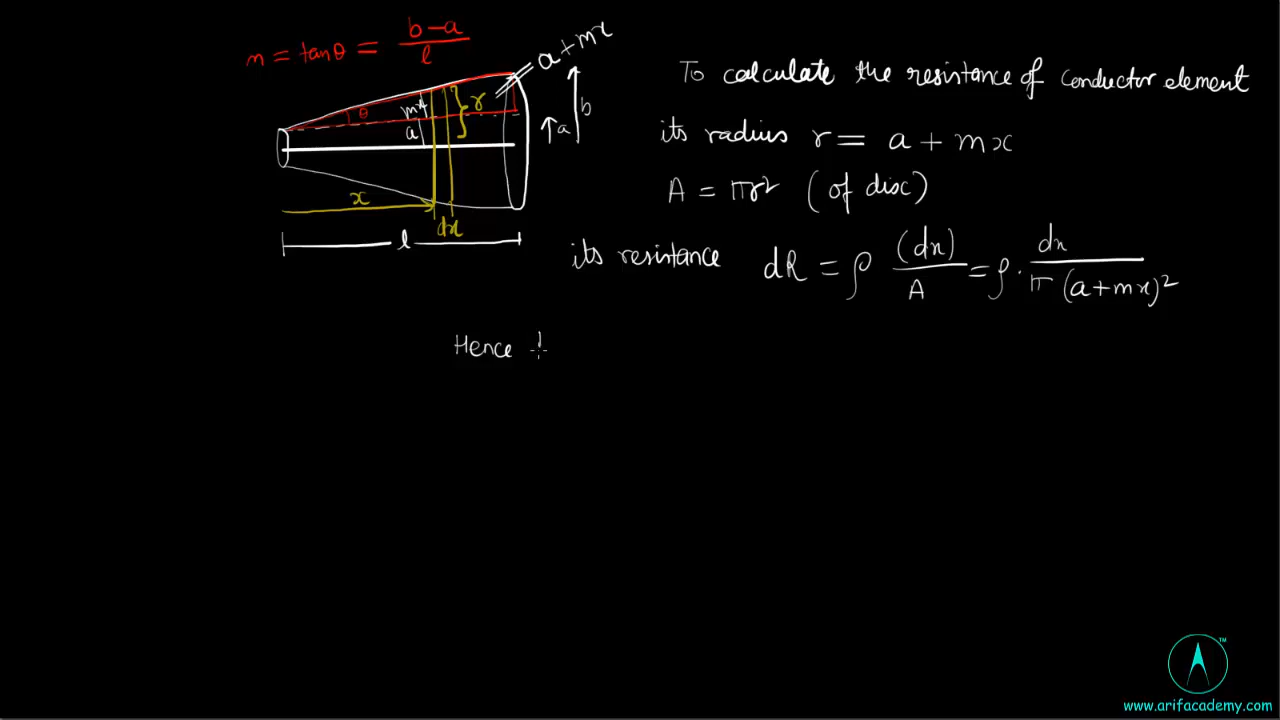 m = tanθ = b-a / l
a + mx
mx
θ
r
a
a
b
x
dx
l
To calculate the resistance of conductor element
its radius r = a + mx
A = πr² (of disc)
its resistance dR = ρ (dx) / A = ρ · dx / π (a+mx)²
Hence
TM
www.arifacademy.com